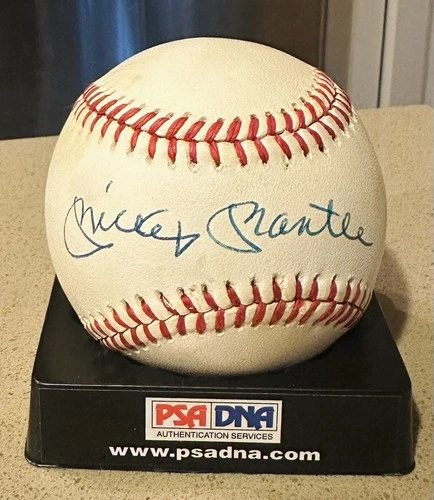 Mickey Mantle
PSA DNA
AUTHENTICATION SERVICES
www.psadna.com